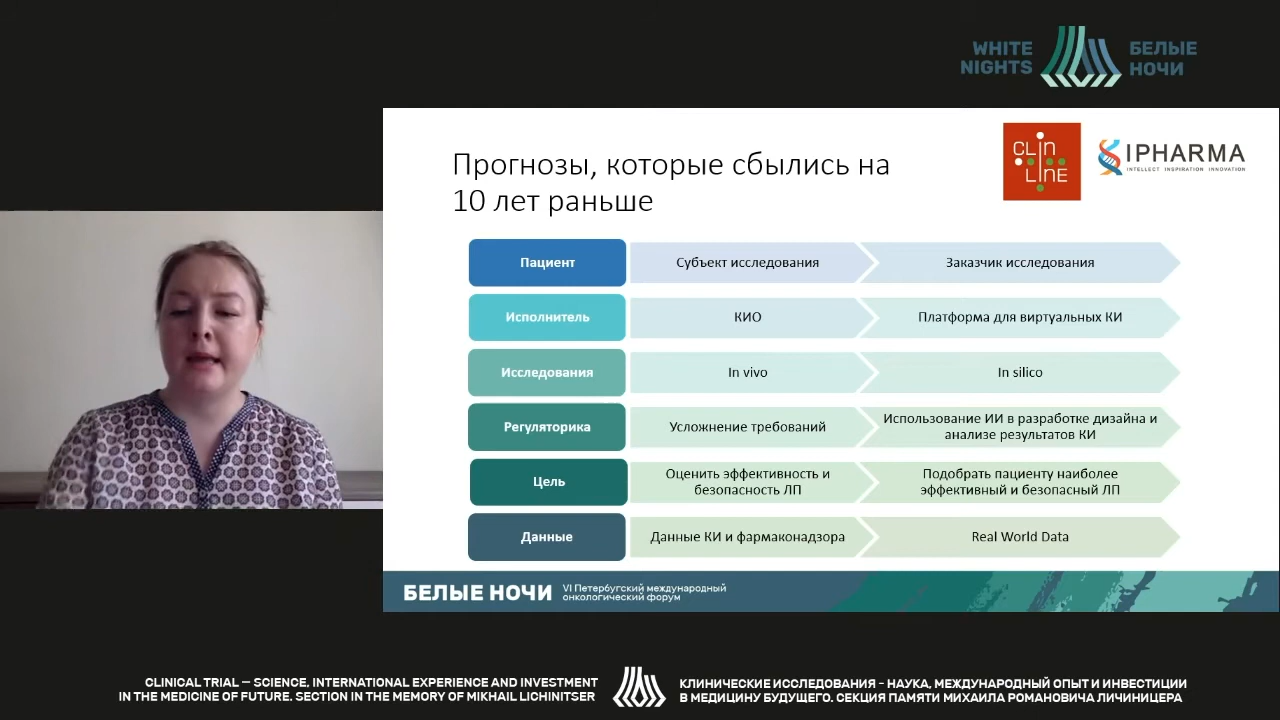 WHITE
NIGHTS
БЕЛЫЕ
НОЧИ
Прогнозы, которые сбылись на
10 лет раньше
CLIN
LINE
IPHARMA
INTELLECT INSPIRATION INNOVATION
Пациент
Субъект исследования
Заказчик исследования
Исполнитель
КИО
Платформа для виртуальных КИ
Исследования
In vivo
In silico
Регуляторика
Усложнение требований
Использование ИИ в разработке дизайна и
анализе результатов КИ
Цель
Оценить эффективность и
безопасность ЛП
Подобрать пациенту наиболее
эффективный и безопасный ЛП
Данные
Данные КИ и фармаконадзора
Real World Data
БЕЛЫЕ НОЧИ
VI Петербугский международный
онкологический форум
CLINICAL TRIAL – SCIENCE, INTERNATIONAL EXPERIENCE AND INVESTMENT
IN THE MEDICINE OF FUTURE. SECTION IN THE MEMORY OF MIKHAIL LICHINITSER
КЛИНИЧЕСКИЕ ИССЛЕДОВАНИЯ - НАУКА, МЕЖДУНАРОДНЫЙ ОПЫТ И ИНВЕСТИЦИИ
В МЕДИЦИНУ БУДУЩЕГО. СЕКЦИЯ ПАМЯТИ МИХАИЛА РОМАНОВИЧА ЛИЧИНИЦЕРА